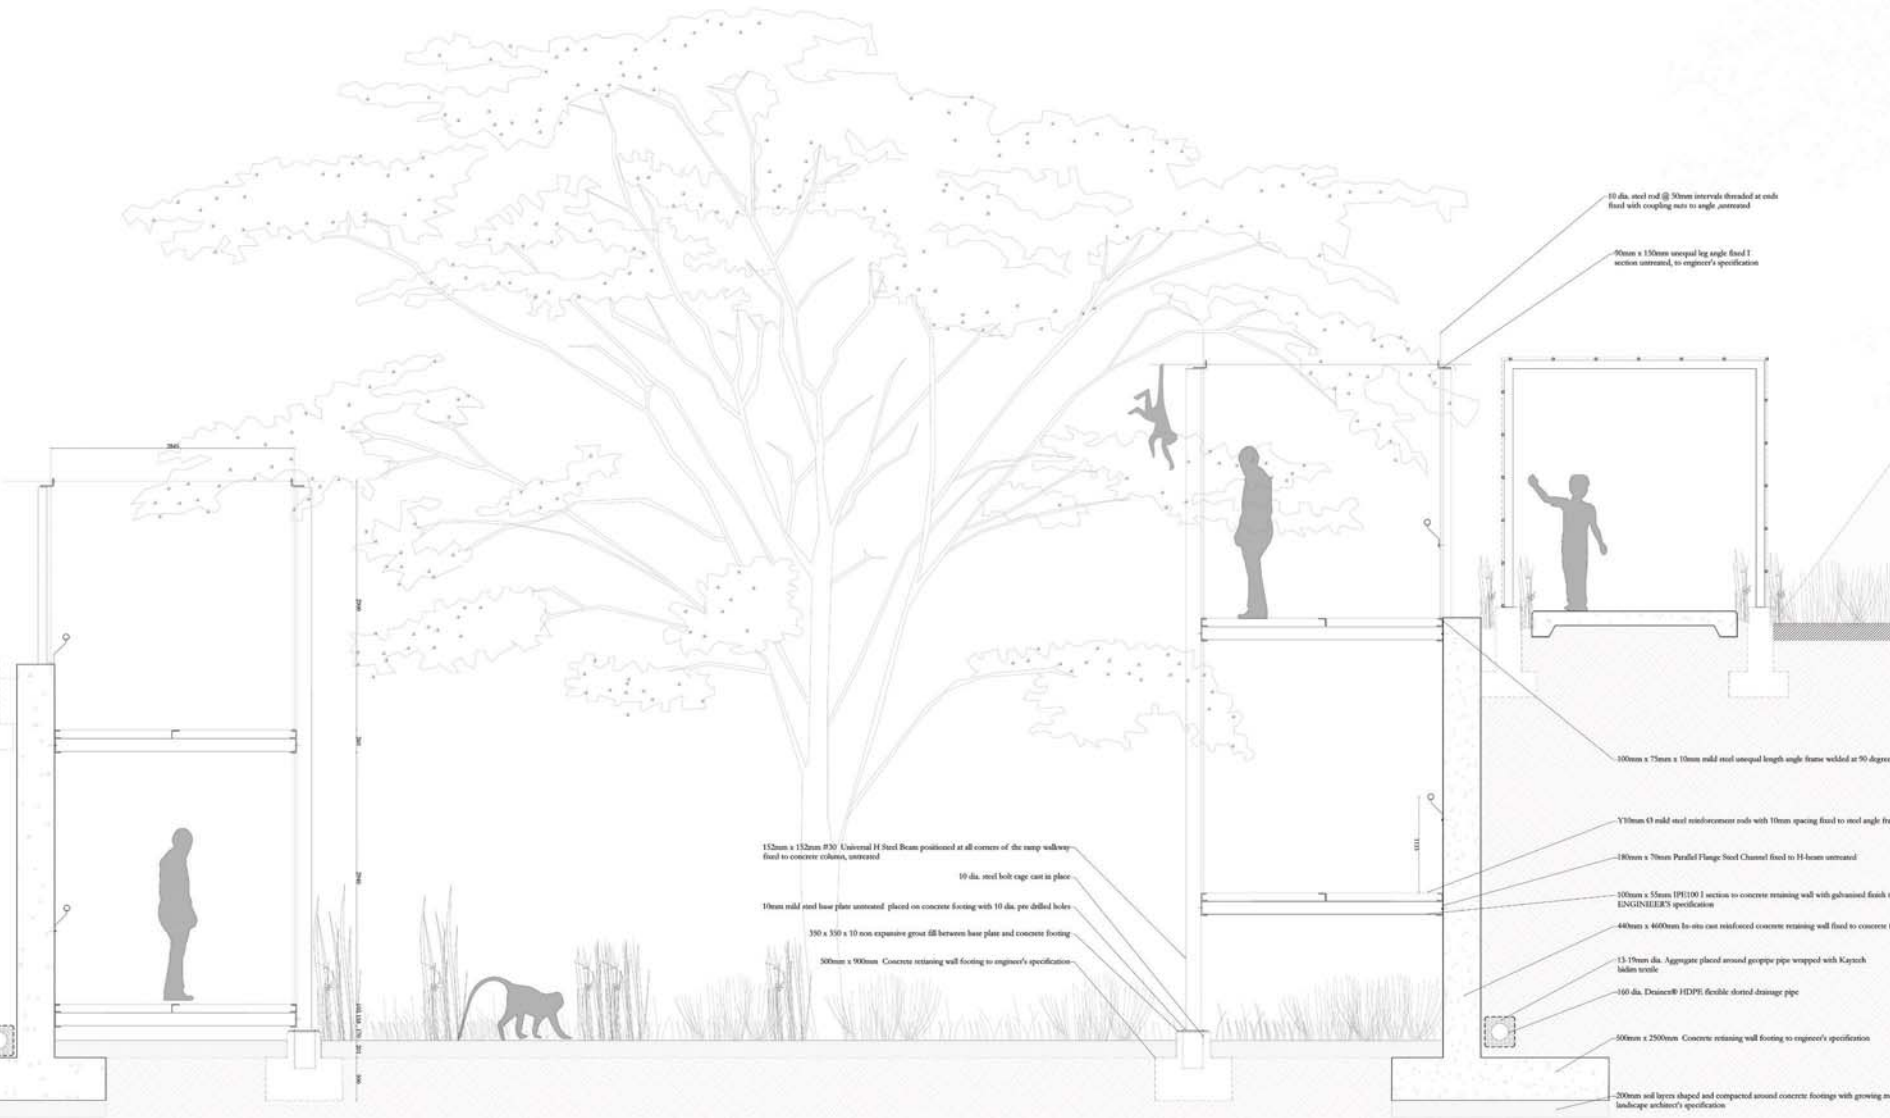 10 dia. steel rod @ 50mm intervals threaded at ends
fixed with coupling nuts to angle ,untreated
90mm x 150mm unequal leg angle fixed I
section untreated, to engineer's specification
2845
100mm x 75mm x 10mm mild steel unequal length angle frame welded at 90 degree
Y10mm 43 mild steel reinforcement rods with 10mm spacing fixed to steel angle fra
180mm x 70mm Parallel Flange Steel Channel fixed to H-beam untreated
100mm x 55mm IPE100 I section to concrete retaining wall with galvanised finish
ENGINIEER'S specification
440mm x 4600mm In-situ cast reinforced concrete retaining wall fixed to concrete
13-19mm dia. Aggregate placed around geopipe pipe wrapped with Kaytech
bidim textile
160 dia. Drainex® HDPE flexible slotted drainage pipe
500mm x 2500mm Concrete retianing wall footing to engineer's specification
200mm soil layers shaped and compacted around concrete footings with growing m
landscape architect's specification
152mm x 152mm #30 Universal H Steel Beam positioned at all corners of the ramp walkway
fixed to concrete column, untreated
10 dia. steel bolt cage cast in place
10mm mild steel base plate untreated placed on concrete footing with 10 dia. pre drilled holes
350 x 350 x 10 non expansive grout fill between base plate and concrete footing
500mm x 900mm Concrete retianing wall footing to engineer's specification